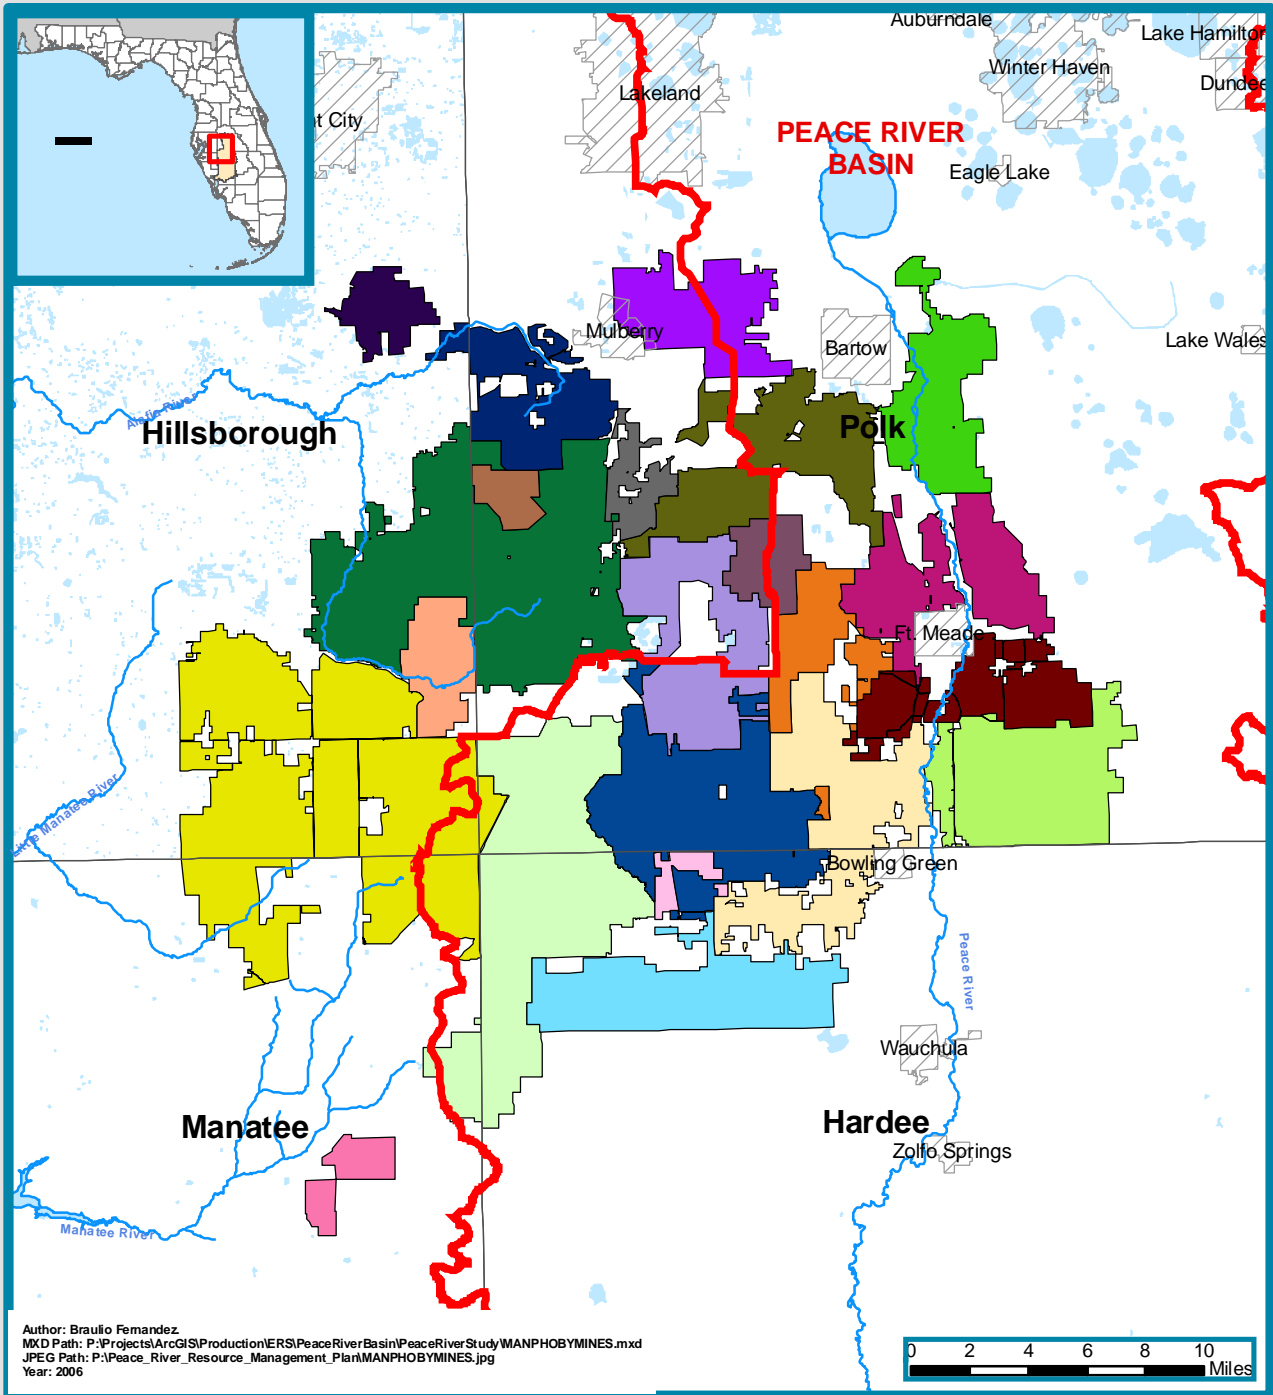 Auburndale
Lake Hamilton
Winter Haven
Dundee
Lakeland
t City
PEACE RIVER
BASIN
Eagle Lake
Mulberry
Bartow
Lake Wales
Alafia River
Hillsborough
Polk
Ft. Meade
Little Manatee River
Bowling Green
Peace River
Wauchula
Manatee
Hardee
Zolfo Springs
Manatee River
Author: Braulio Fernandez.
MXD Path: P:\Projects\ArcGIS\Production\ERS\PeaceRiverBasin\PeaceRiverStudy\MANPHOBYMINES.mxd
JPEG Path: P:\Peace_River_Resource_Management_Plan\MANPHOBYMINES.jpg
Year: 2006
0 2 4 6 8 10
Miles